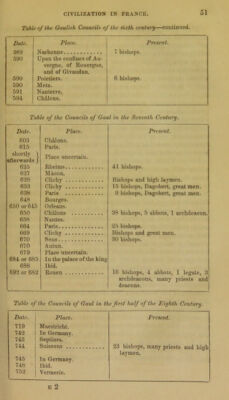 CIVILIZATION IN FRANCE. 51
Table of the Gaulish Councils of the sixth century—continued.
Date. Place. Present.
589 Narbonne 7 bishops.
590 Upon the confines of Au-
vergne, of Rouergue,
and of Givaudan.
590 Poictiers. 6 bishops.
590 Metz.
591 Nanterre.
594 Châlons.
Table of the Councils of Gaul in the Seventh Century.
Date. Place. Present.
603 Châlons.
615 Paris.
shortly
afterwards } Place uncertain.
625 Rheims 41 bishops.
627 Mâcon.
628 Clichy Bishops and high laymen.
633 Clichy 16 bishops, Dagobert, great men.
638 Paris 9 bishops, Dagobert, great men.
648 Bourges.
Orleans.
650 Châlons 38 bishops, 5 abbots, 1 archdeacon.
658 Nantes.
664 Paris 25 bishops.
669 Clichy Bishops and great men.
670 Sens 30 bishops.
670 Autun.
679 Place uncertain.
684 or 685 In the palace of the king
688 Ibid.
692 or 682 Rouen 16 bishops, 4 abbots, 1 legate, 3
archdeacons, many priests and
deacons.
Table of the Councils of Gaul in the first half of the Eighth Century.
Date. Place. Present.
719 Maestricht.
742 In Germany.
743 Septines.
744 Soissons 23 bishops, many priests and high
laymen.
745 In Germany.
748 Ibid.
752 Vermerie.
E 2